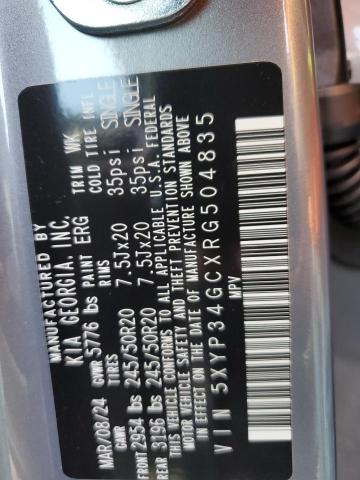 MANUFACTURED BY
KIA GEORGIA, INC.
MAR/08/24 GVWR 5776 lbs PAINT ERG TRIM WK
GAWR TIRES RIMS COLD TIRE INFL
FRONT 2954 lbs 245/50R20 7.5Jx20 35psi SINGLE
REAR 3196 lbs 245/50R20 7.5Jx20 35psi SINGLE
THIS VEHICLE CONFORMS TO ALL APPLICABLE U.S.A. FEDERAL
MOTOR VEHICLE SAFETY AND THEFT PREVENTION STANDARDS
IN EFFECT ON THE DATE OF MANUFACTURE SHOWN ABOVE
VIN 5XYP34GCXRG504835
MPV